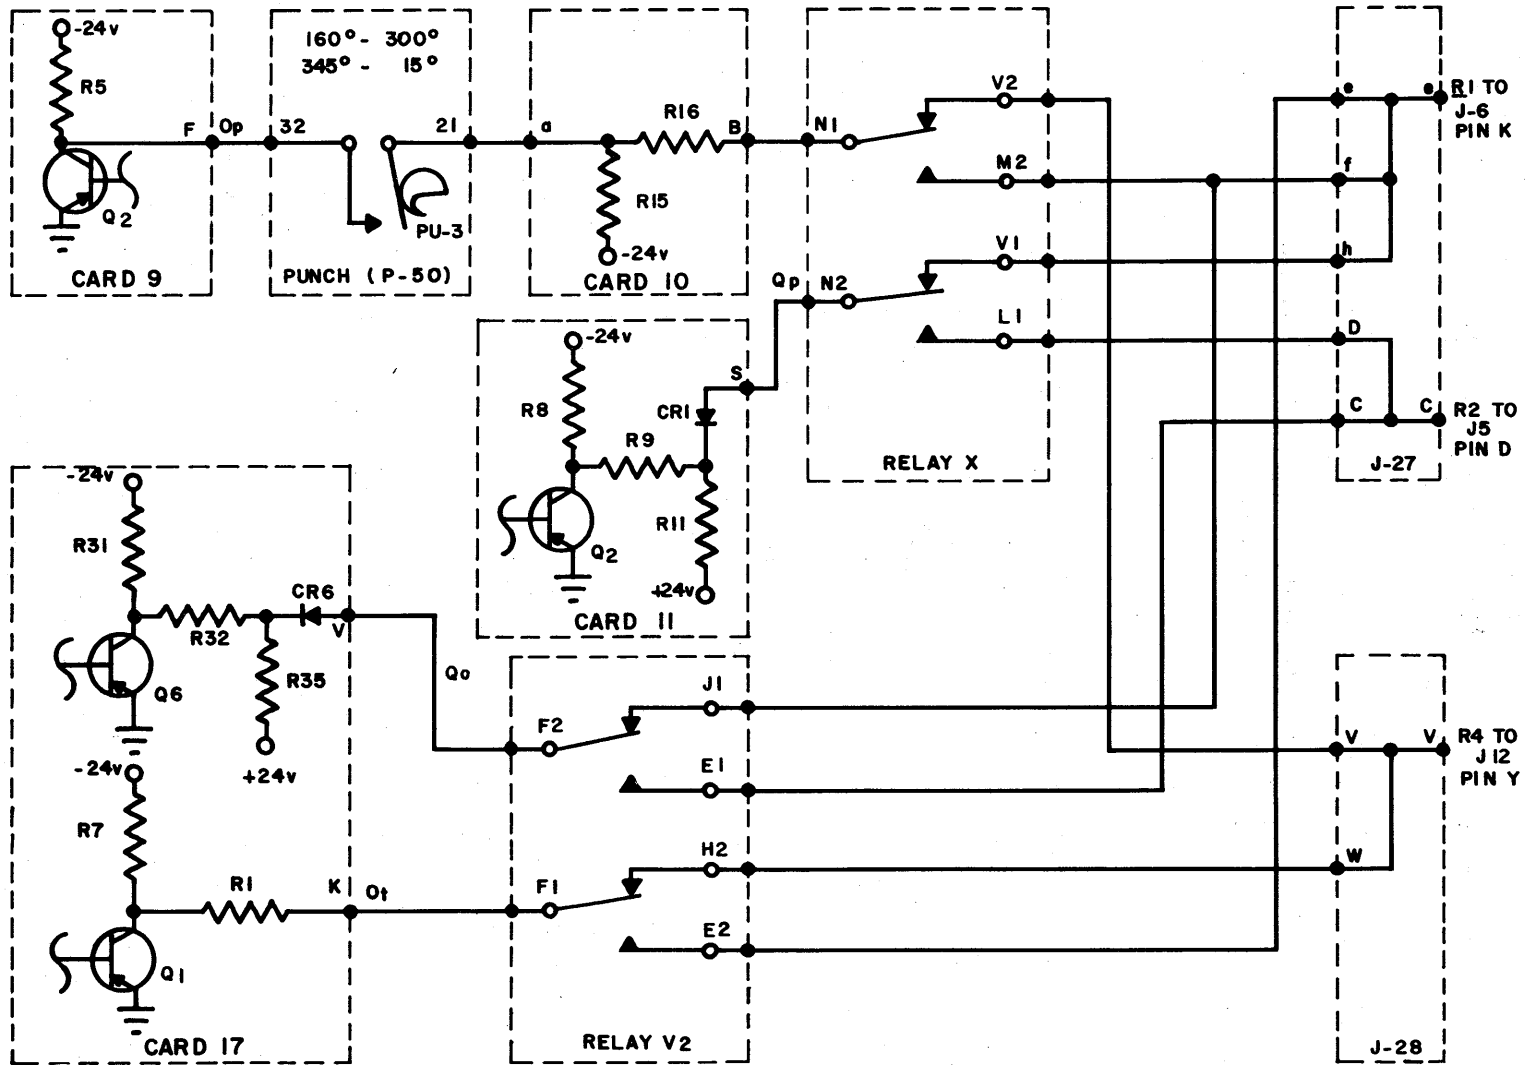 -24v
R5
F
Op
Q2
CARD 9
160° - 300°
345° - 15°
32
21
PU-3
PUNCH (P-50)
a
R16
B
R15
-24v
CARD 10
N1
V2
M2
V1
Qp
N2
L1
RELAY X
e
e
R1 TO
J-6
PIN K
f
h
D
C
C
R2 TO
J5
PIN D
J-27
-24v
R8
S
CR1
R9
R11
Q2
+24v
CARD 11
-24v
R31
CR6
R32
V
R35
Q6
+24v
Qa
-24v
R7
R1
K
Ot
Q1
CARD 17
J1
F2
E1
H2
F1
E2
RELAY V2
V
V
R4 TO
J12
PIN Y
W
J-28